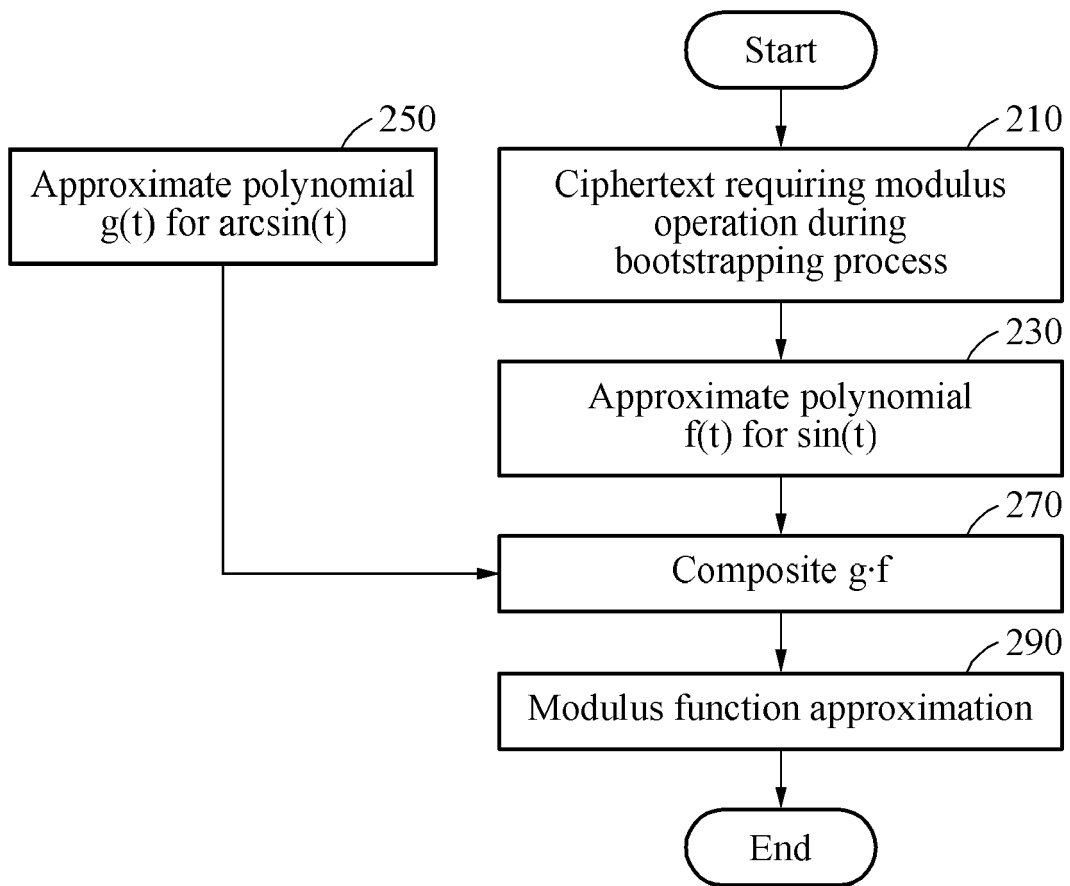 Start
210
Ciphertext requiring modulus
operation during
bootstrapping process
250
Approximate polynomial
g(t) for arcsin(t)
230
Approximate polynomial
f(t) for sin(t)
270
Composite g·f
290
Modulus function approximation
End